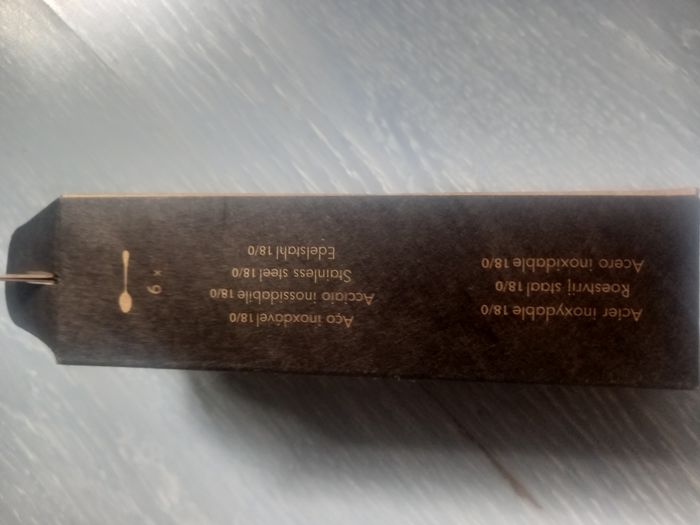 Acier inoxydable 18/0
Roestvrij staal 18/0
Acero inoxidable 18/0
Aço inoxdável 18/0
Acciaio inossidabile 18/0
Stainless steel 18/0
Edelstahl 18/0
6 x